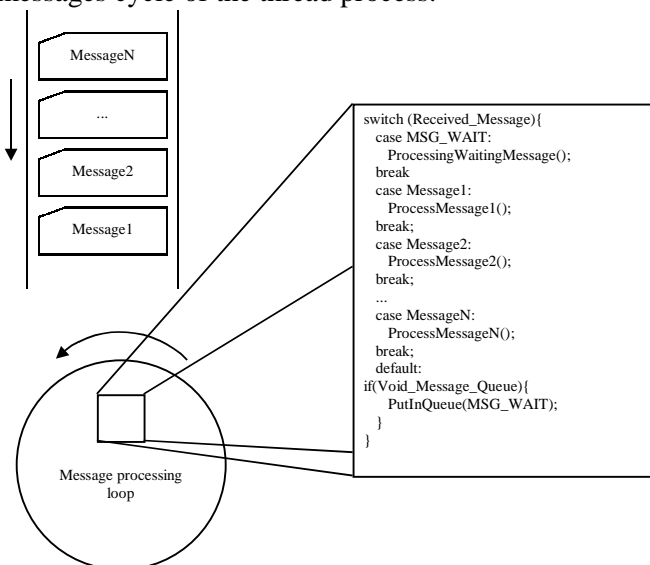 messages cycle of the thread process.
MessageN
...
Message2
Message1
switch (Received_Message){
case MSG_WAIT:
ProcessingWaitingMessage();
break
case Message1:
ProcessMessage1();
break;
case Message2:
ProcessMessage2();
break;
...
case MessageN:
ProcessMessageN();
break;
default:
if(Void_Message_Queue){
PutInQueue(MSG_WAIT);
}
}
Message processing
loop